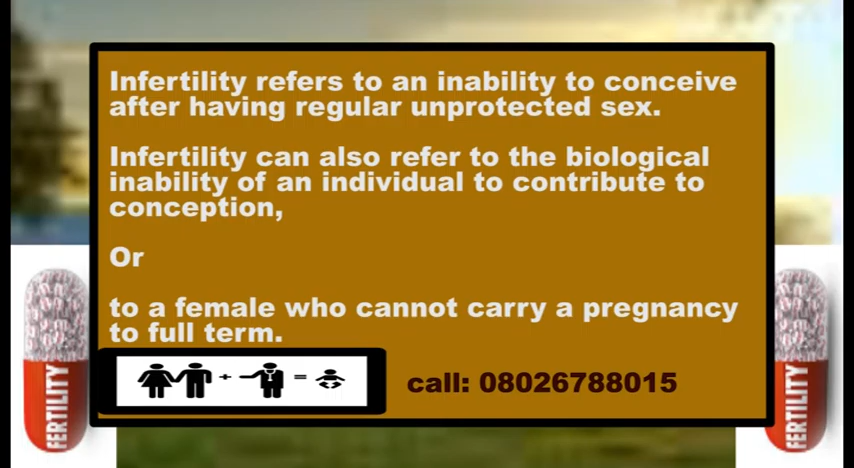 Infertility refers to an inability to conceive
after having regular unprotected sex.
Infertility can also refer to the biological
inability of an individual to contribute to
conception,
Or
to a female who cannot carry a pregnancy
to full term.
+ =
call: 08026788015
FERTILITY
FERTILITY